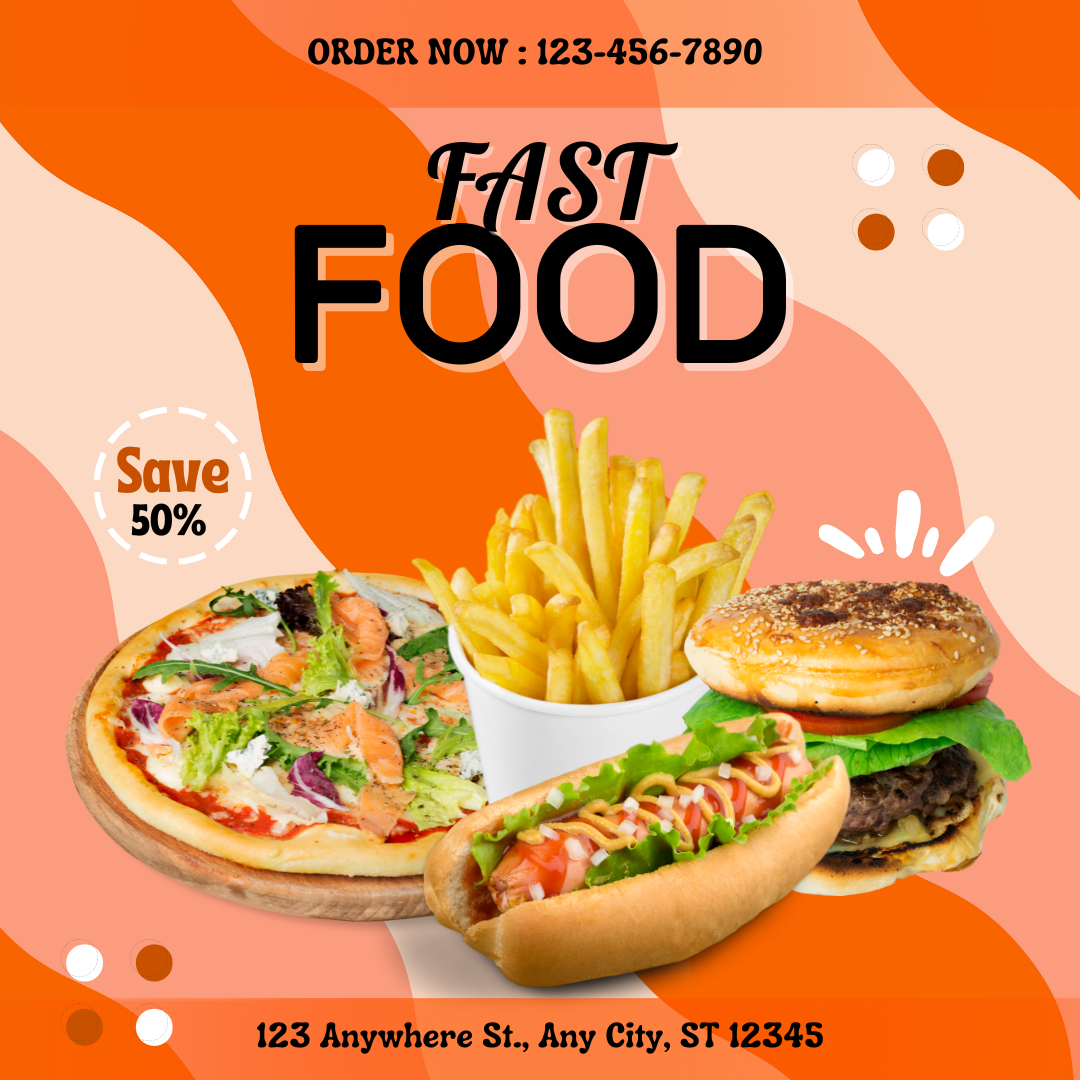 ORDER NOW : 123-456-7890
FAST
FOOD
Save
50%
123 Anywhere St., Any City, ST 12345